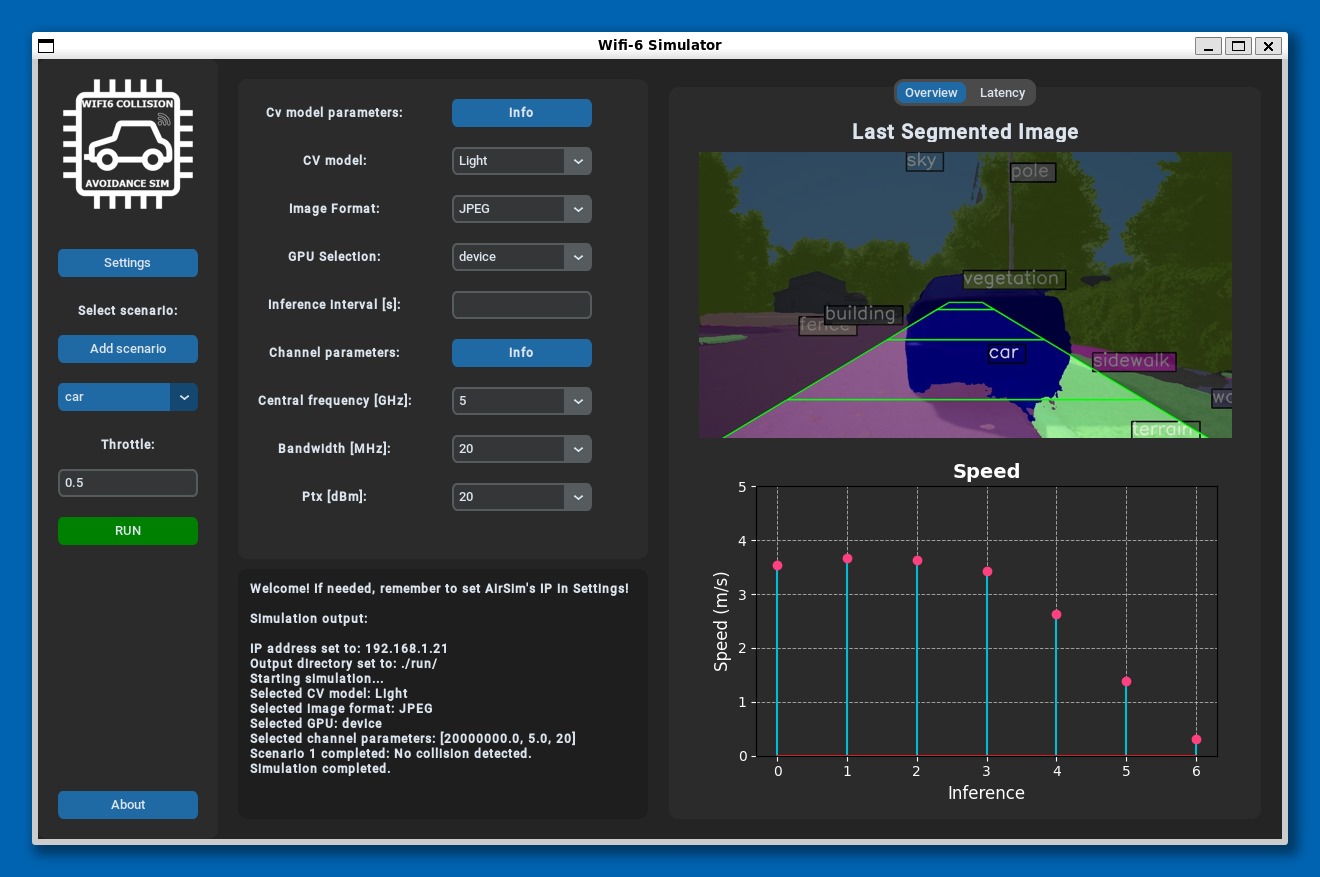 Wifi-6 Simulator
WIFI6 COLLISION
AVOIDANCE SIM
Settings
Select scenario:
Add scenario
car
Throttle:
0.5
RUN
About
Cv model parameters:
Info
CV model:
Light
Image Format:
JPEG
GPU Selection:
device
Inference Interval [s]:
Channel parameters:
Info
Central frequency [GHz]:
5
Bandwidth [MHz]:
20
Ptx [dBm]:
20
Welcome! If needed, remember to set AirSim's IP in Settings!
Simulation output:
IP address set to: 192.168.1.21
Output directory set to: ./run/
Starting simulation...
Selected CV model: Light
Selected image format: JPEG
Selected GPU: device
Selected channel parameters: [20000000.0, 5.0, 20]
Scenario 1 completed: No collision detected.
Simulation completed.
Overview
Latency
Last Segmented Image
sky
pole
vegetation
building
fence
car
sidewalk
terrain
Speed
5
4
3
2
1
0
Speed (m/s)
0 1 2 3 4 5 6
Inference